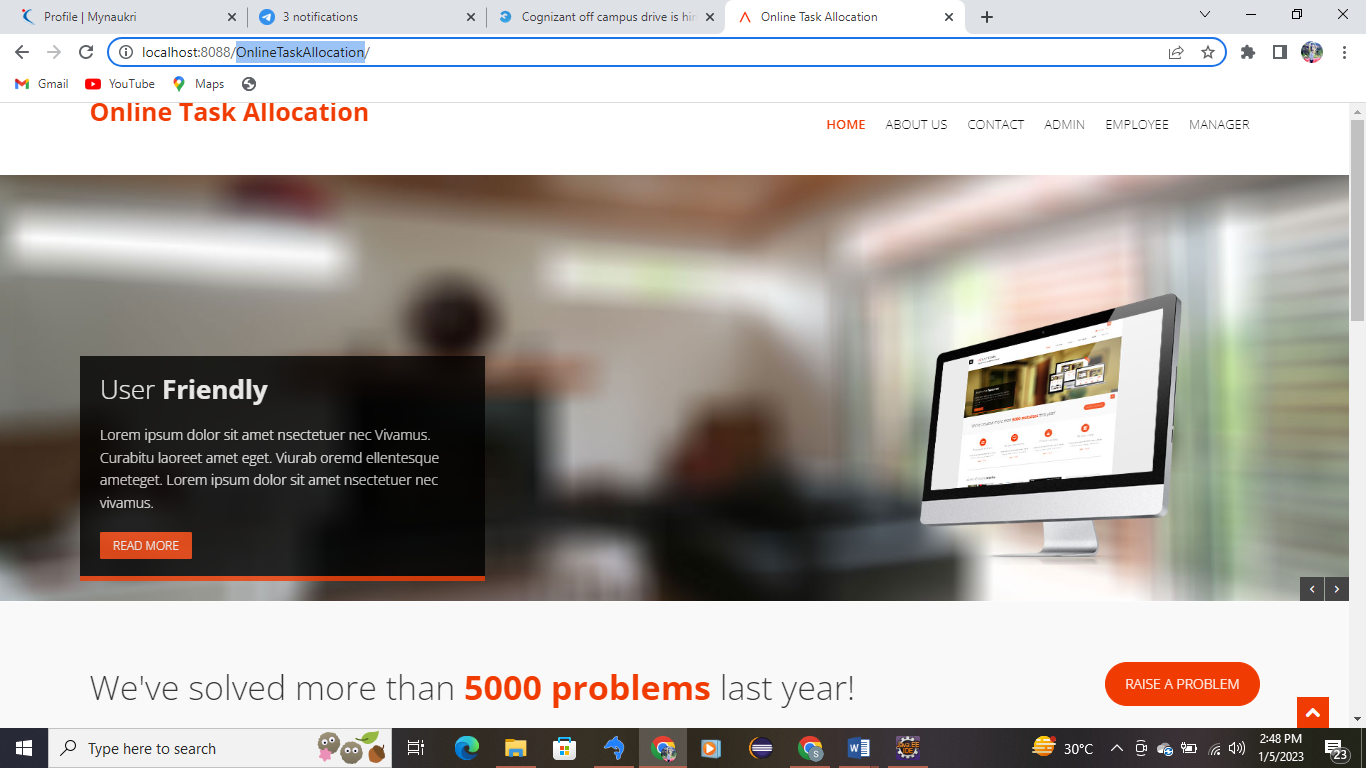 Profile | Mynaukri
3 notifications
Cognizant off campus drive is hir
Online Task Allocation
localhost:8088/OnlineTaskAllocation/
Gmail
YouTube
Maps
Online Task Allocation
HOME
ABOUT US
CONTACT
ADMIN
EMPLOYEE
MANAGER
User Friendly
Lorem ipsum dolor sit amet nsectetuer nec Vivamus.
Curabitu laoreet amet eget. Viurab o remd ellentesque
ameteget. Lorem ipsum dolor sit amet nsectetuer nec
vivamus.
READ MORE
We've solved more than 5000 problems last year!
RAISE A PROBLEM
Type here to search
30°C
2:48 PM
1/5/2023
23